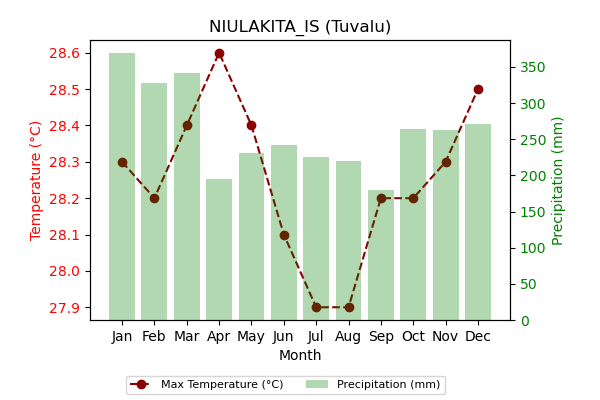 NIULAKITA_IS (Tuvalu)
28.6
28.5
28.4
28.3
28.2
28.1
28.0
27.9
Temperature (°C)
350
300
250
200
150
100
50
0
Precipitation (mm)
Jan Feb Mar Apr May Jun Jul Aug Sep Oct Nov Dec
Month
Max Temperature (°C) Precipitation (mm)